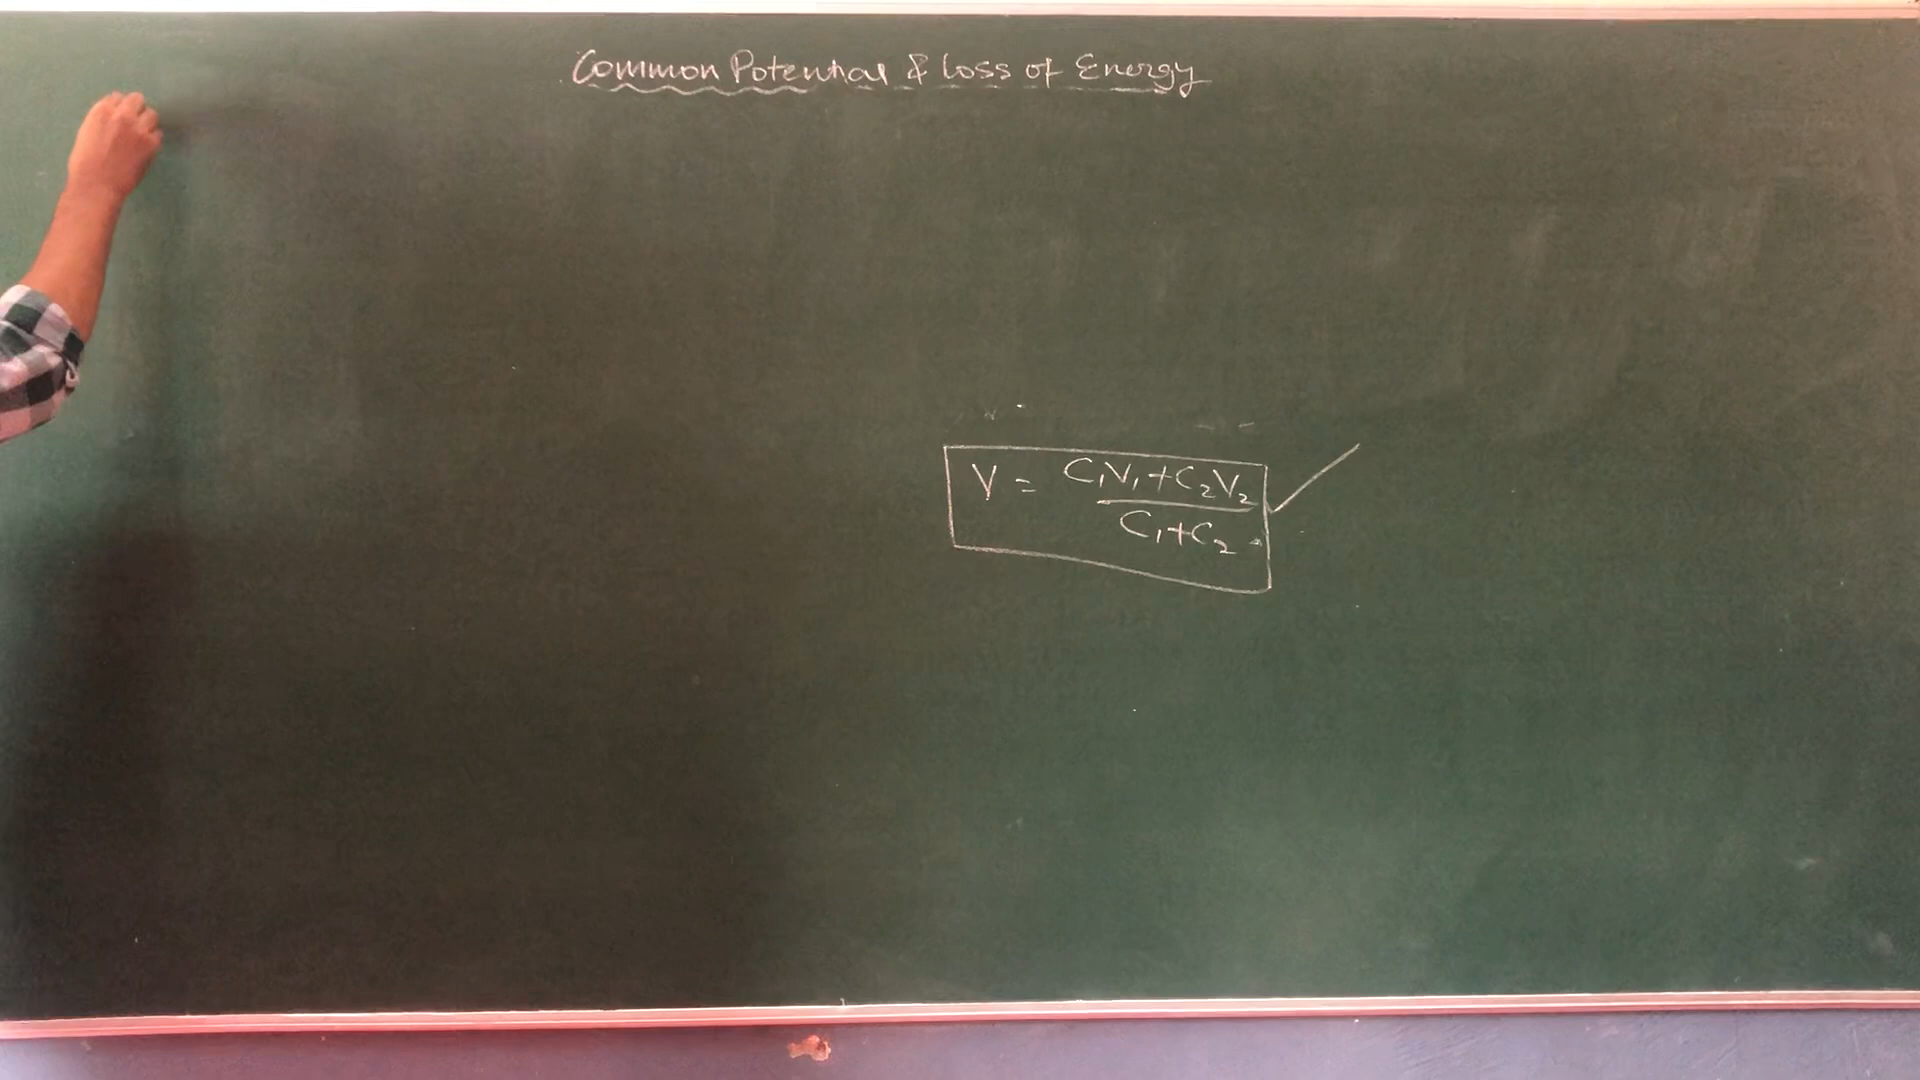 Common Potential & Loss of Energy
V = C₁V₁+C₂V₂
C₁+C₂